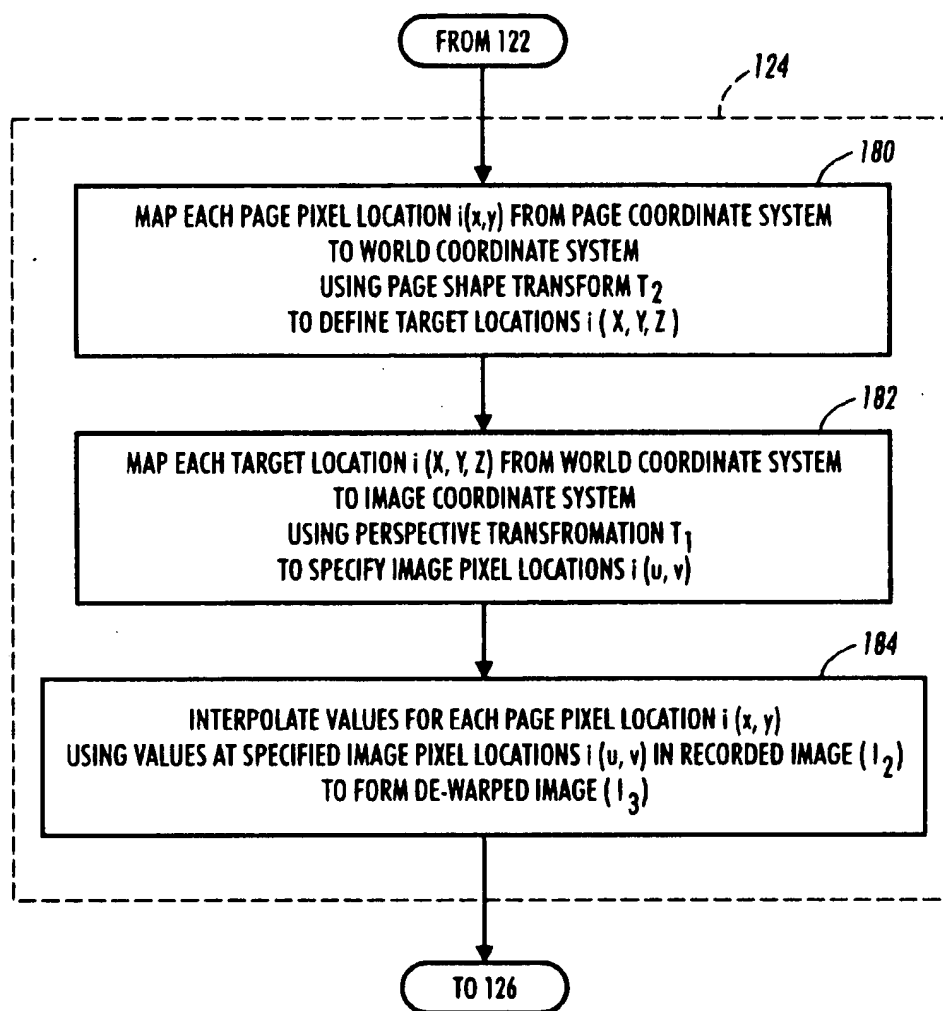 FROM 122
124
180
MAP EACH PAGE PIXEL LOCATION i(x,y) FROM PAGE COORDINATE SYSTEM
TO WORLD COORDINATE SYSTEM
USING PAGE SHAPE TRANSFORM T2
TO DEFINE TARGET LOCATIONS i ( X, Y, Z )
182
MAP EACH TARGET LOCATION i (X, Y, Z) FROM WORLD COORDINATE SYSTEM
TO IMAGE COORDINATE SYSTEM
USING PERSPECTIVE TRANSFROMATION T1
TO SPECIFY IMAGE PIXEL LOCATIONS i (u, v)
184
INTERPOLATE VALUES FOR EACH PAGE PIXEL LOCATION i (x, y)
USING VALUES AT SPECIFIED IMAGE PIXEL LOCATIONS i (u, v) IN RECORDED IMAGE ( I2)
TO FORM DE-WARPED IMAGE ( I3)
TO 126